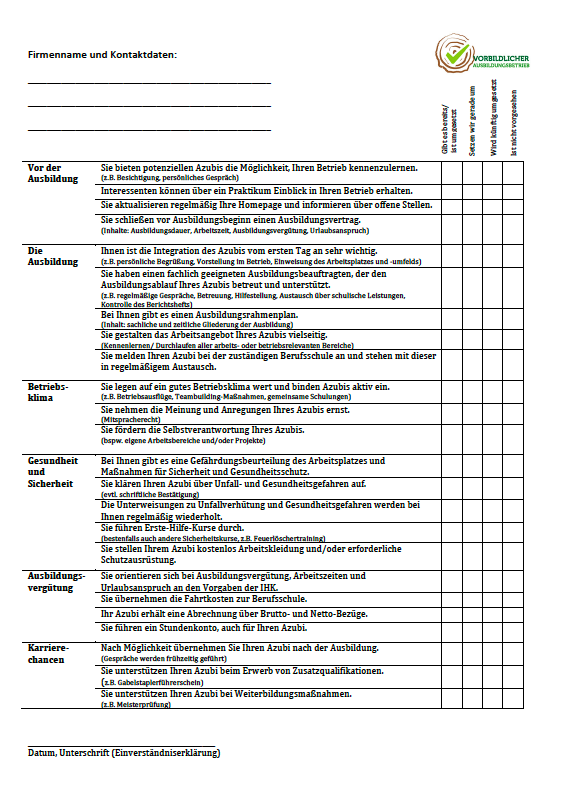 Firmenname und Kontaktdaten:
VORBILDLICHER
AUSBILDUNGSBETRIEB
Gibt es bereits/
ist umgesetzt
Setzen wir gerade um
Wird künftig umgesetzt
Ist nicht vorgesehen
Vor der
Ausbildung
Sie bieten potenziellen Azubis die Möglichkeit, Ihren Betrieb kennenzulernen.
(z.B. Besichtigung, persönliches Gespräch)
Interessenten können über ein Praktikum Einblick in Ihren Betrieb erhalten.
Sie aktualisieren regelmäßig Ihre Homepage und informieren über offene Stellen.
Sie schließen vor Ausbildungsbeginn einen Ausbildungsvertrag.
(Inhalte: Ausbildungsdauer, Arbeitszeit, Ausbildungsvergütung, Urlaubsanspruch)
Die
Ausbildung
Ihnen ist die Integration des Azubis vom ersten Tag an sehr wichtig.
(z.B. persönliche Begrüßung, Vorstellung im Betrieb, Einweisung des Arbeitsplatzes und -umfelds)
Sie haben einen fachlich geeigneten Ausbildungsbeauftragten, der den
Ausbildungsablauf Ihres Azubis betreut und unterstützt.
(z.B. regelmäßige Gespräche, Betreuung, Hilfestellung, Austausch über schulische Leistungen,
Kontrolle des Berichtshefts)
Bei Ihnen gibt es einen Ausbildungsrahmenplan.
(Inhalt: sachliche und zeitliche Gliederung der Ausbildung)
Sie gestalten das Arbeitsangebot Ihres Azubis vielseitig.
(Kennenlernen/ Durchlaufen aller arbeits- oder betriebsrelevanten Bereiche)
Sie melden Ihren Azubi bei der zuständigen Berufsschule an und stehen mit dieser
in regelmäßigem Austausch.
Betriebs-
klima
Sie legen auf ein gutes Betriebsklima wert und binden Azubis aktiv ein.
(z.B. Betriebsausflüge, Teambuilding-Maßnahmen, gemeinsame Schulungen)
Sie nehmen die Meinung und Anregungen Ihres Azubis ernst.
(Mitspracherecht)
Sie fördern die Selbstverantwortung Ihres Azubis.
(bspw. eigene Arbeitsbereiche und/oder Projekte)
Gesundheit
und
Sicherheit
Bei Ihnen gibt es eine Gefährdungsbeurteilung des Arbeitsplatzes und
Maßnahmen für Sicherheit und Gesundheitsschutz.
Sie klären Ihren Azubi über Unfall- und Gesundheitsgefahren auf.
(evtl. schriftliche Bestätigung)
Die Unterweisungen zu Unfallverhütung und Gesundheitsgefahren werden bei
Ihnen regelmäßig wiederholt.
Sie führen Erste-Hilfe-Kurse durch.
(bestenfalls auch andere Sicherheitskurse, z.B. Feuerlöschertraining)
Sie stellen Ihrem Azubi kostenlos Arbeitskleidung und/oder erforderliche
Schutzausrüstung.
Ausbildungs-
vergütung
Sie orientieren sich bei Ausbildungsvergütung, Arbeitszeiten und
Urlaubsanspruch an den Vorgaben der IHK.
Sie übernehmen die Fahrtkosten zur Berufsschule.
Ihr Azubi erhält eine Abrechnung über Brutto- und Netto-Bezüge.
Sie führen ein Stundenkonto, auch für Ihren Azubi.
Karriere-
chancen
Nach Möglichkeit übernehmen Sie Ihren Azubi nach der Ausbildung.
(Gespräche werden frühzeitig geführt)
Sie unterstützen Ihren Azubi beim Erwerb von Zusatzqualifikationen.
(z.B. Gabelstaplerführerschein)
Sie unterstützen Ihren Azubi bei Weiterbildungsmaßnahmen.
(z.B. Meisterprüfung)
Datum, Unterschrift (Einverständniserklärung)